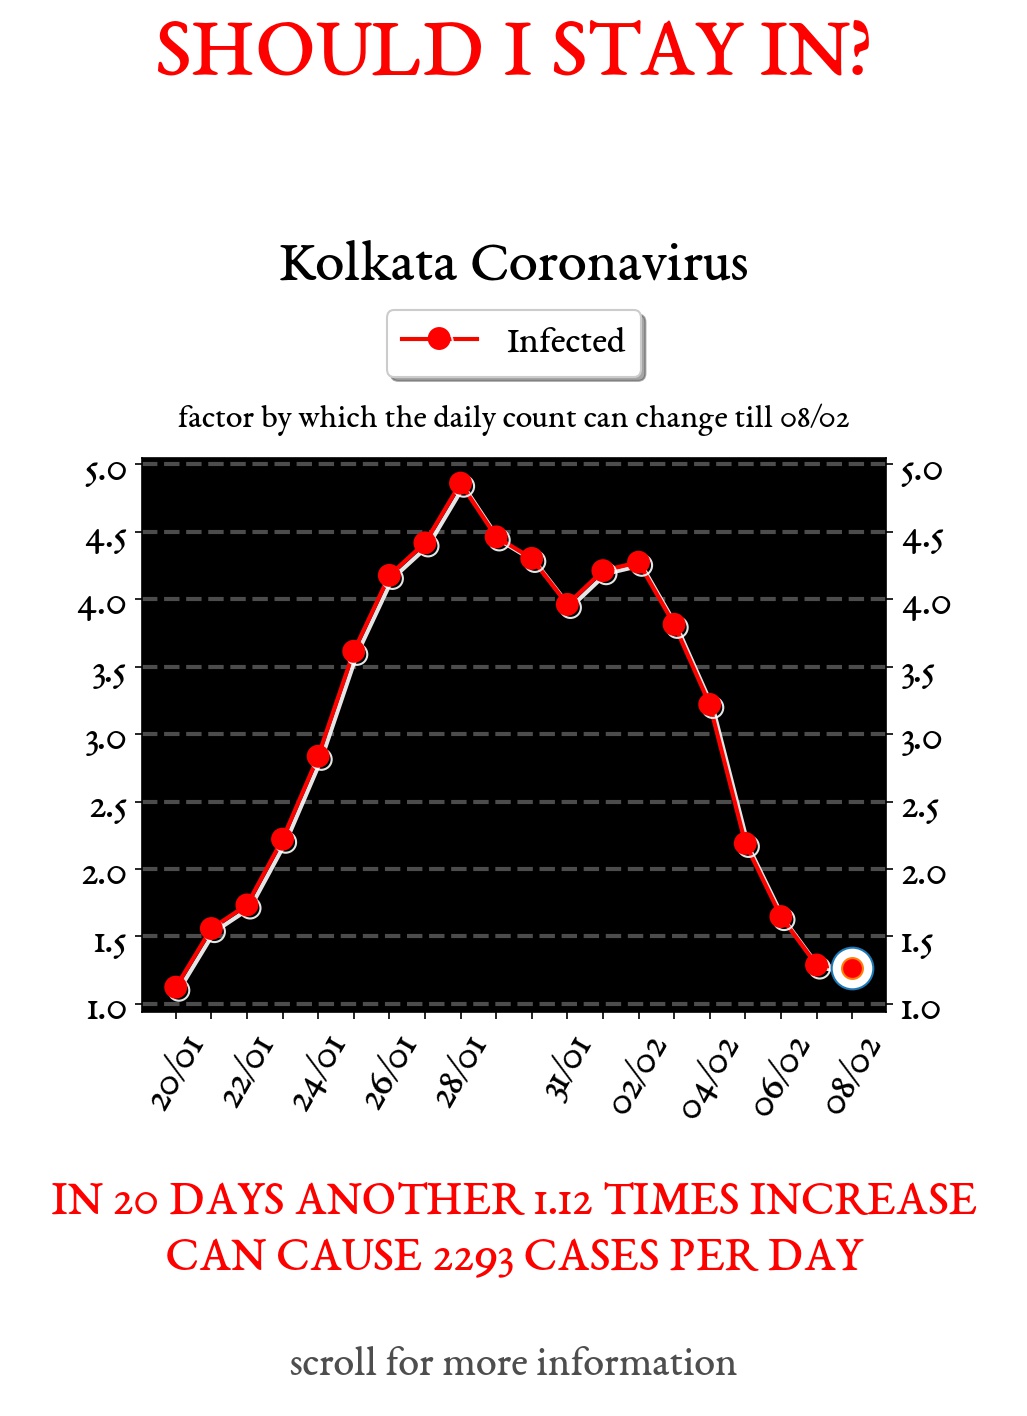 SHOULD I STAY IN?
Kolkata Coronavirus
Infected
factor by which the daily count can change till 08/02
5.0 5.0
4.5 4.5
4.0 4.0
3.5 3.5
3.0 3.0
2.5 2.5
2.0 2.0
1.5 1.5
1.0 1.0
20/01 22/01 24/01 26/01 28/01 31/01 02/02 04/02 06/02 08/02
IN 20 DAYS ANOTHER 1.12 TIMES INCREASE
CAN CAUSE 2293 CASES PER DAY
scroll for more information